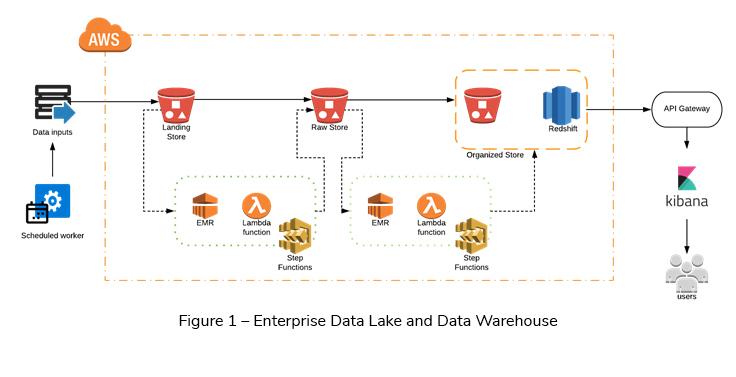 AWS
Data inputs
Scheduled worker
Landing
Store
Raw Store
Organized Store
Redshift
API Gateway
EMR
Lambda
function
Step
Functions
EMR
Lambda
function
Step
Functions
kibana
users
Figure 1 – Enterprise Data Lake and Data Warehouse